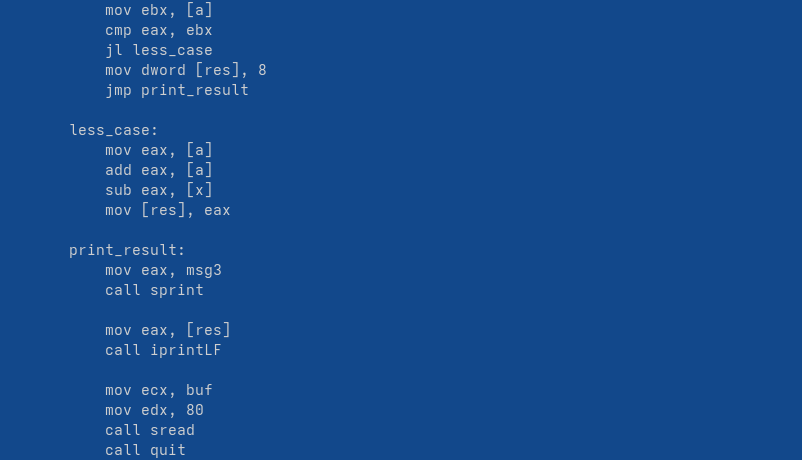 mov ebx, [a]
cmp eax, ebx
jl less_case
mov dword [res], 8
jmp print_result
less_case:
mov eax, [a]
add eax, [a]
sub eax, [x]
mov [res], eax
print_result:
mov eax, msg3
call sprint
mov eax, [res]
call iprintLF
mov ecx, buf
mov edx, 80
call sread
call quit